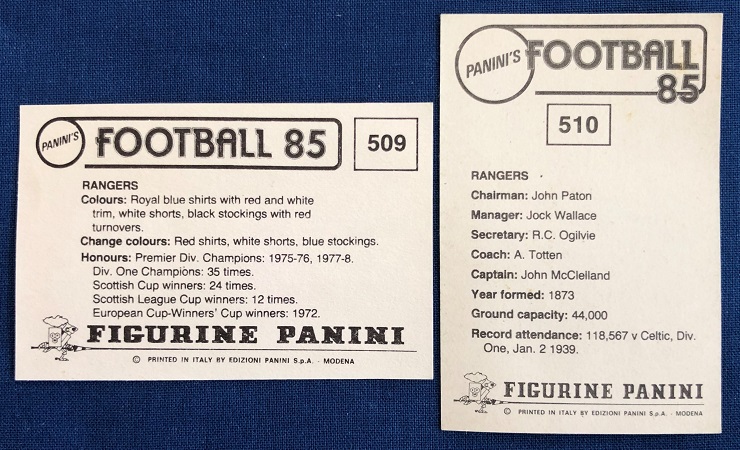 PANINI'S FOOTBALL 85 509
RANGERS
Colours: Royal blue shirts with red and white
trim, white shorts, black stockings with red
turnovers.
Change colours: Red shirts, white shorts, blue stockings.
Honours: Premier Div. Champions: 1975-76, 1977-8.
Div. One Champions: 35 times.
Scottish Cup winners: 24 times.
Scottish League Cup winners: 12 times.
European Cup-Winners' Cup winners: 1972.
FIGURINE PANINI
© PRINTED IN ITALY BY EDIZIONI PANINI S.p.A. - MODENA
PANINI'S FOOTBALL
85
510
RANGERS
Chairman: John Paton
Manager: Jock Wallace
Secretary: R.C. Ogilvie
Coach: A. Totten
Captain: John McClelland
Year formed: 1873
Ground capacity: 44,000
Record attendance: 118,567 v Celtic, Div.
One, Jan. 2 1939.
FIGURINE PANINI
© PRINTED IN ITALY BY EDIZIONI PANINI S.p.A. - MODENA